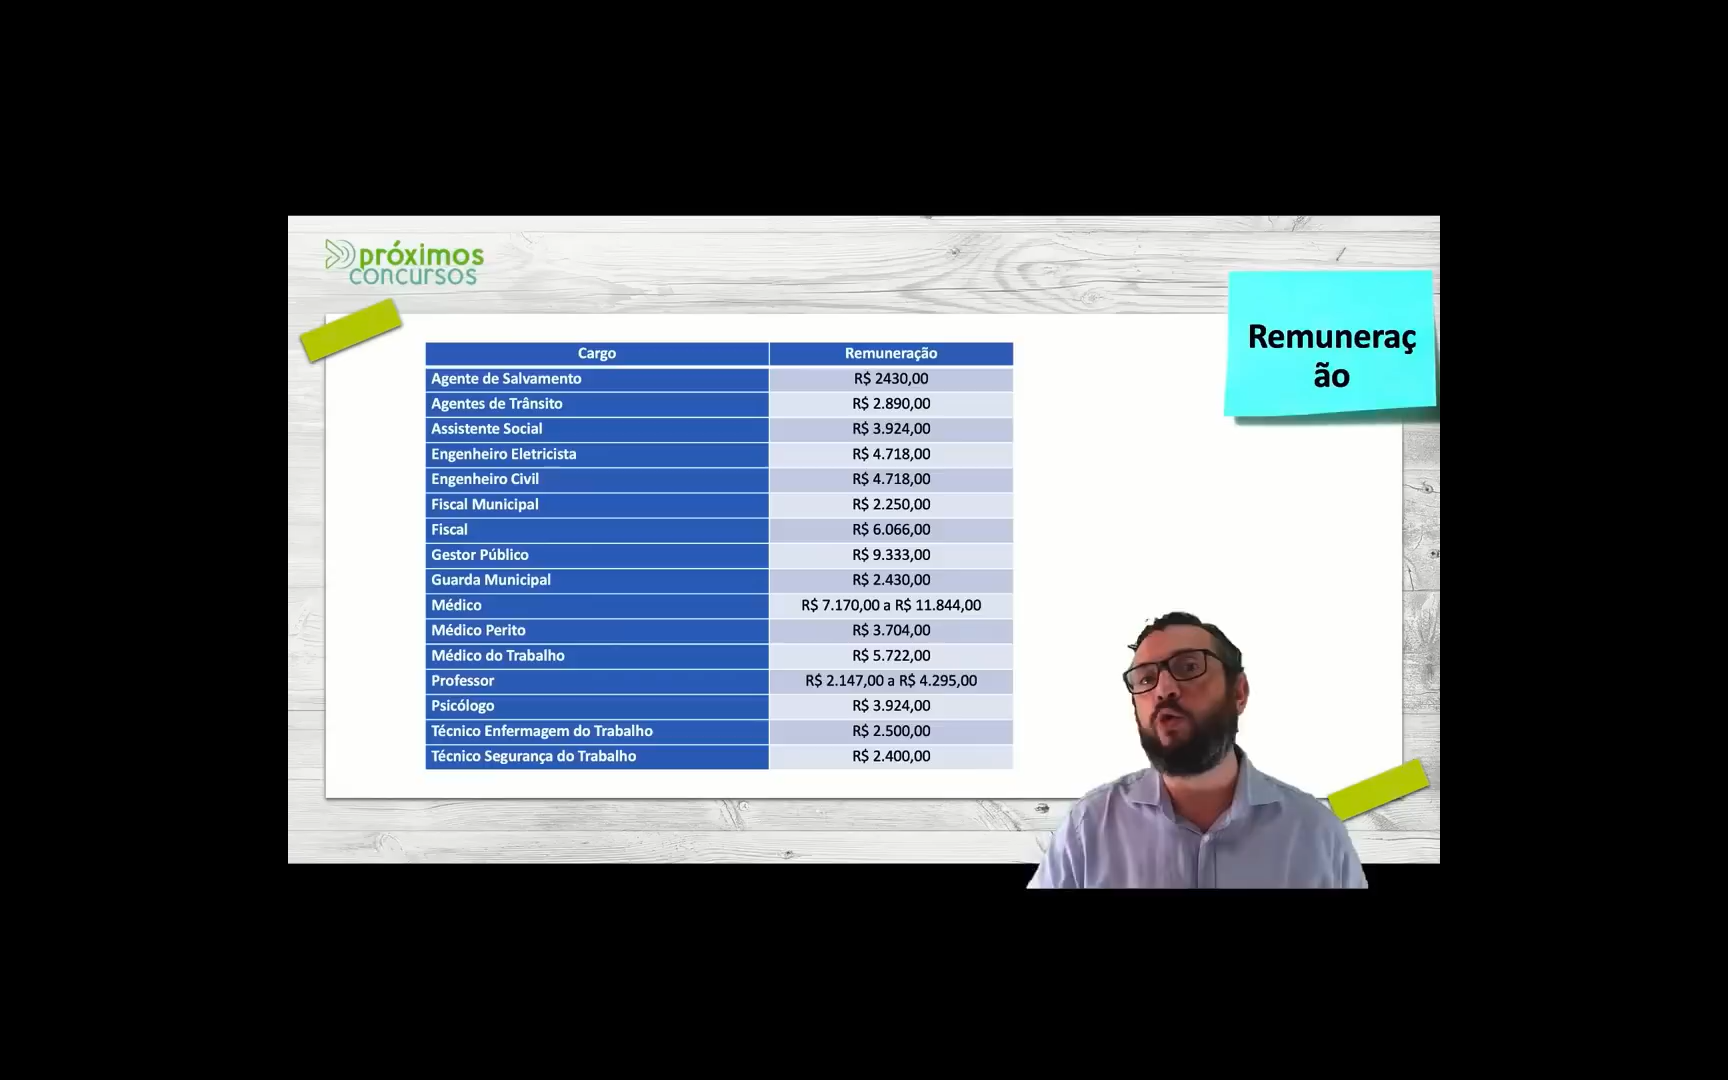 próximos
concursos
Remuneraç
ão
Cargo Remuneração
Agente de Salvamento R$ 2430,00
Agentes de Trânsito R$ 2.890,00
Assistente Social R$ 3.924,00
Engenheiro Eletricista R$ 4.718,00
Engenheiro Civil R$ 4.718,00
Fiscal Municipal R$ 2.250,00
Fiscal R$ 6.066,00
Gestor Público R$ 9.333,00
Guarda Municipal R$ 2.430,00
Médico R$ 7.170,00 a R$ 11.844,00
Médico Perito R$ 3.704,00
Médico do Trabalho R$ 5.722,00
Professor R$ 2.147,00 a R$ 4.295,00
Psicólogo R$ 3.924,00
Técnico Enfermagem do Trabalho R$ 2.500,00
Técnico Segurança do Trabalho R$ 2.400,00